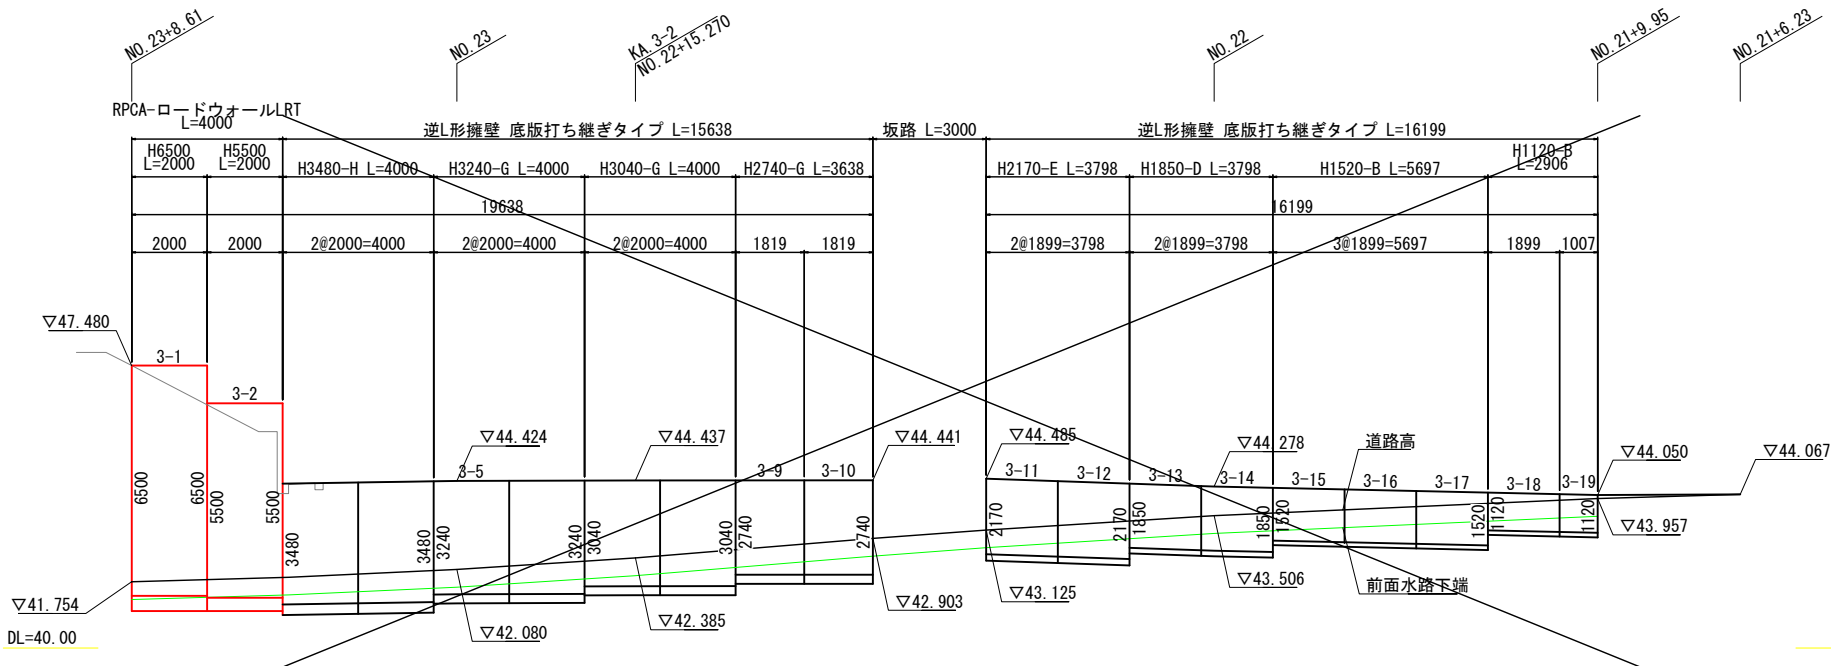 NO.23+8.61
NO.23
KA.3-2
NO.22+15.270
NO.22
NO.21+9.95
NO.21+6.23
RPCA-ロードウォールLRT
L=4000
逆L形擁壁 底版打ち継ぎタイプ L=15638
坂路 L=3000
逆L形擁壁 底版打ち継ぎタイプ L=16199
H6500
L=2000
H5500
L=2000
H3480-H L=4000
H3240-G L=4000
H3040-G L=4000
H2740-G L=3638
H2170-E L=3798
H1850-D L=3798
H1520-B L=5697
H1120-B
L=2906
19638
16199
2000
2000
2@2000=4000
2@2000=4000
2@2000=4000
1819
1819
2@1899=3798
2@1899=3798
3@1899=5697
1899
1007
▽47.480
3-1
3-2
▽44.424
▽44.437
▽44.441
▽44.485
▽44.278
道路高
▽44.050
▽44.067
3-5
3-9
3-10
3-11
3-12
3-13
3-14
3-15
3-16
3-17
3-18
3-19
6500
6500
5500
5500
3480
3480
3240
3240
3040
3040
2740
2740
2170
2170
1850
1850
1520
1520
1120
1120
▽43.957
▽41.754
▽42.080
▽42.385
▽42.903
▽43.125
▽43.506
前面水路下端
DL=40.00